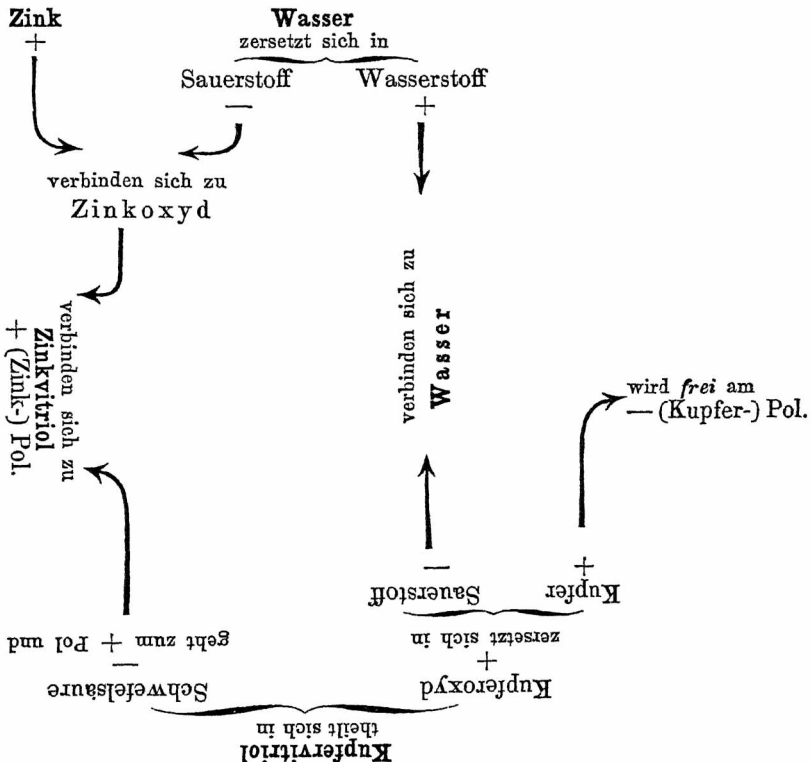 Zink
+
Wasser
zersetzt sich in
Sauerstoff
—
Wasserstoff
+
verbinden sich zu
Zinkoxyd
verbinden sich zu
Zinkvitriol
+ (Zink-) Pol.
verbinden sich zu
Wasser
wird frei am
— (Kupfer-) Pol.
Kupfervitriol
theilt sich in
Schwefelsäure
—
geht zum + Pol und
Kupferoxyd
+
zersetzt sich in
Sauerstoff
—
Kupfer
+